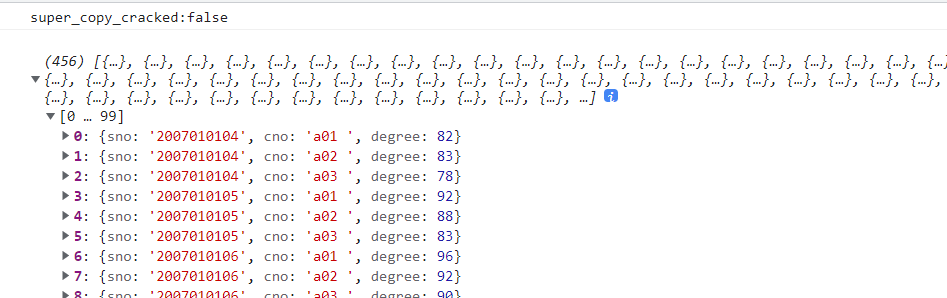 super_copy_cracked:false
(456) [{…}, {…}, {…}, {…}, {…}, {…}, {…}, {…}, {…}, {…}, {…}, {…}, {…}, {…}, {…}, {…}, {…}, {…}, {…}, {…}, {…
{…}, {…}, {…}, {…}, {…}, {…}, {…}, {…}, {…}, {…}, {…}, {…}, {…}, {…}, {…}, {…}, {…}, {…}, {…}, {…}, {…}, {…},
{…}, {…}, {…}, {…}, {…}, {…}, {…}, {…}, {…}, {…}, {…}, {…}, {…}, …] i
[0 … 99]
0: {sno: '2007010104', cno: 'a01 ', degree: 82}
1: {sno: '2007010104', cno: 'a02 ', degree: 83}
2: {sno: '2007010104', cno: 'a03 ', degree: 78}
3: {sno: '2007010105', cno: 'a01 ', degree: 92}
4: {sno: '2007010105', cno: 'a02 ', degree: 88}
5: {sno: '2007010105', cno: 'a03 ', degree: 83}
6: {sno: '2007010106', cno: 'a01 ', degree: 96}
7: {sno: '2007010106', cno: 'a02 ', degree: 92}
8: {sno: '2007010106', cno: 'a03 ', degree: 90}